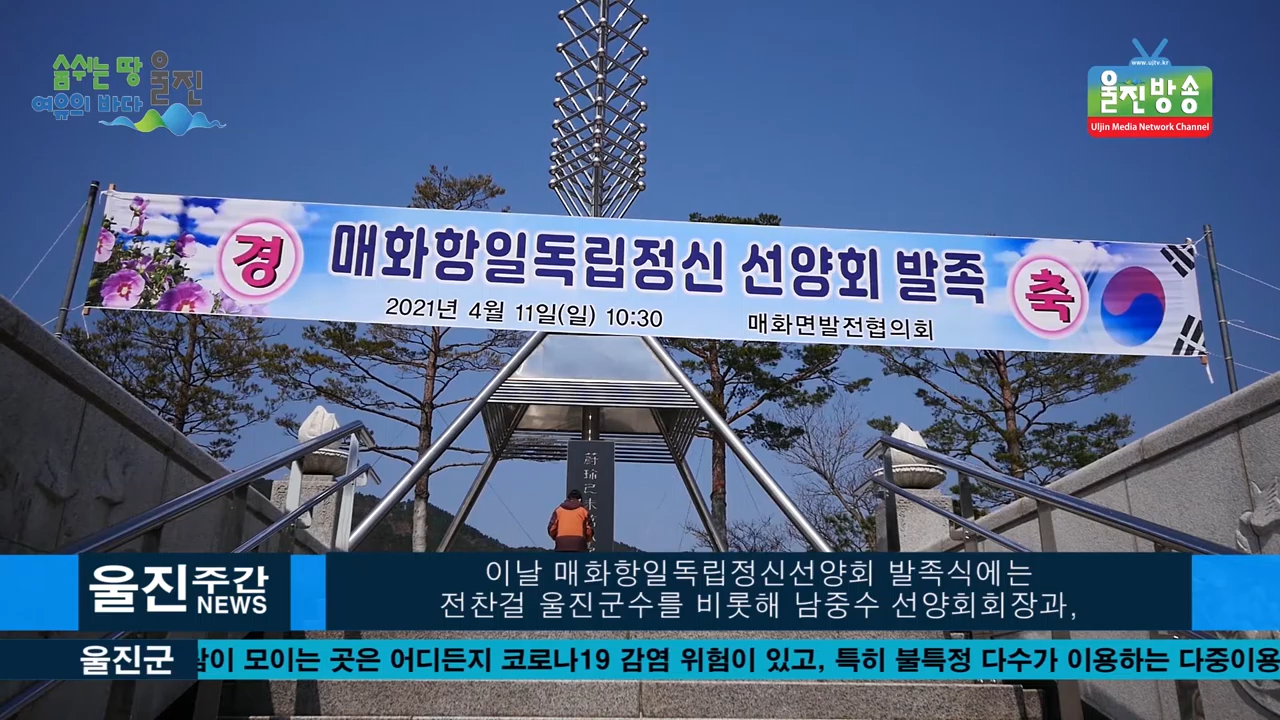 숨쉬는 땅
여유의 바다
울진
www.ujtv.kr
울진방송
Uljin Media Network Channel
경 매화항일독립정신 선양회 발족 축
2021년 4월 11일(일) 10:30 매화면발전협의회
울진주간
NEWS
이날 매화항일독립정신선양회 발족식에는
전찬걸 울진군수를 비롯해 남중수 선양회회장과,
울진군
이 모이는 곳은 어디든지 코로나19 감염 위험이 있고, 특히 불특정 다수가 이용하는 다중이용